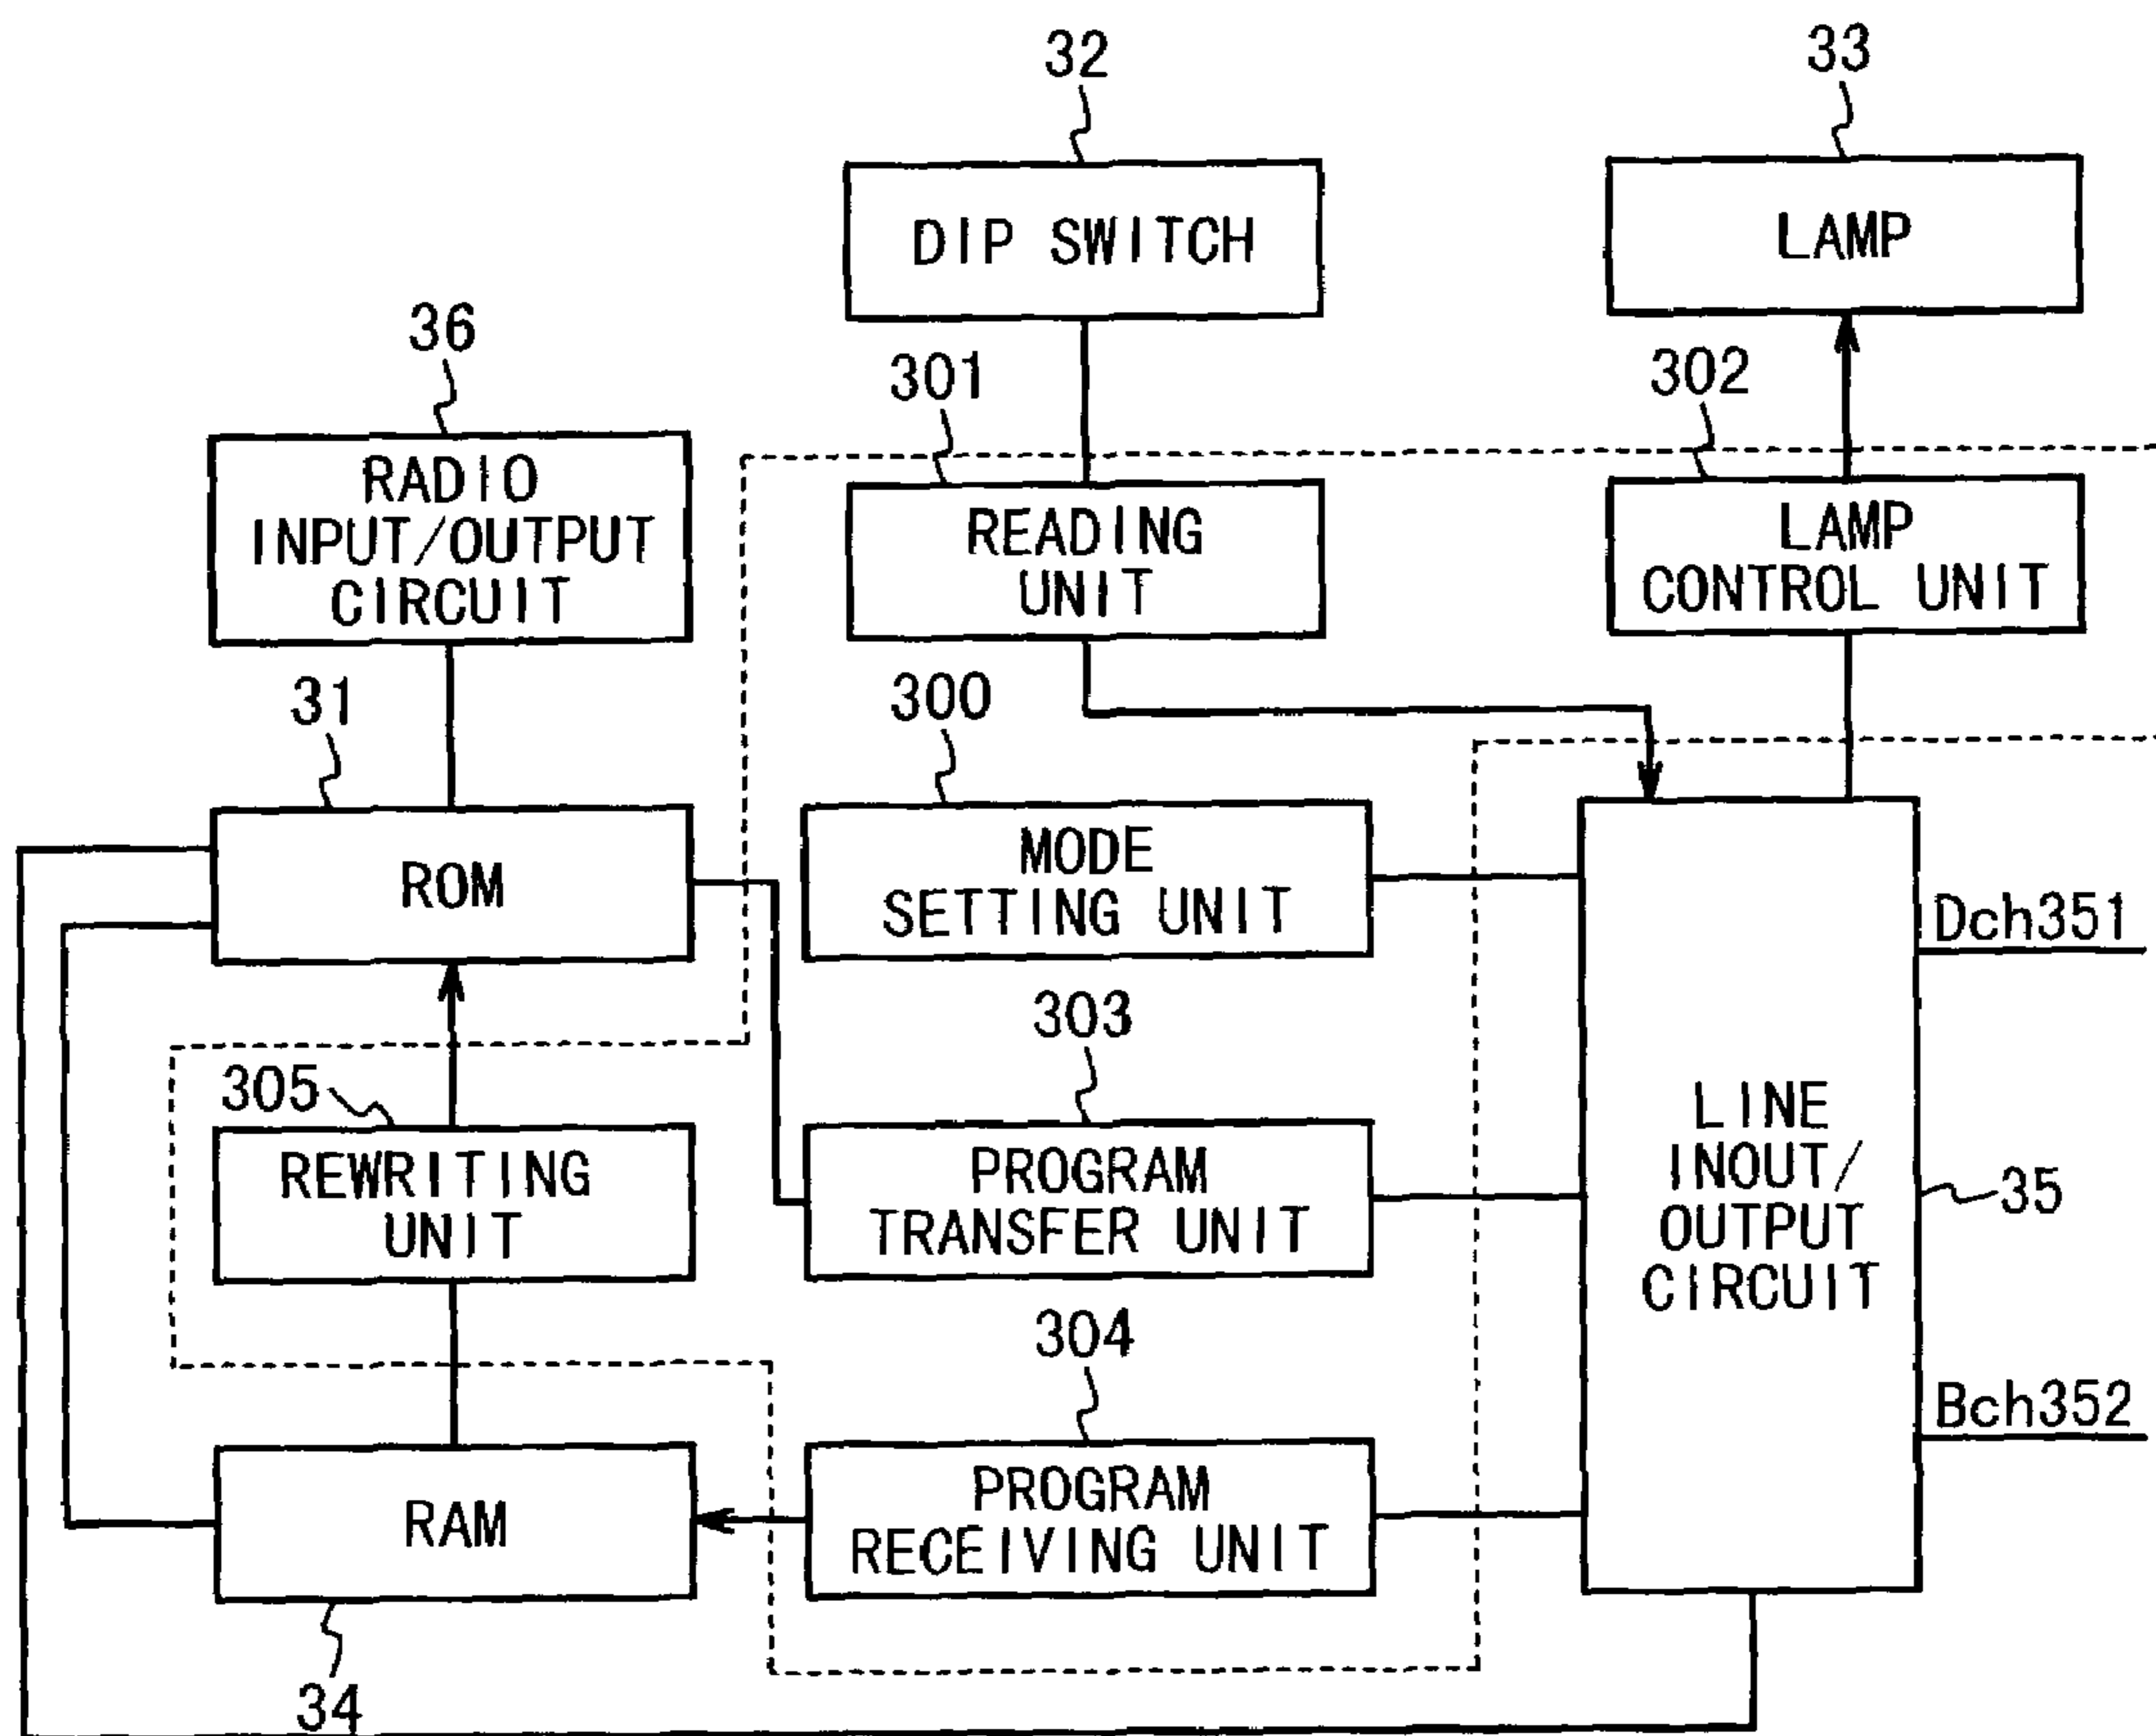 32
33
DIP SWITCH
LAMP
36
301
302
RADIO
INPUT/OUTPUT
CIRCUIT
READING
UNIT
LAMP
CONTROL UNIT
31
300
ROM
MODE
SETTING UNIT
Dch351
303
305
REWRITING
UNIT
PROGRAM
TRANSFER UNIT
LINE
INOUT/
OUTPUT
CIRCUIT
35
304
Bch352
RAM
PROGRAM
RECEIVING UNIT
34